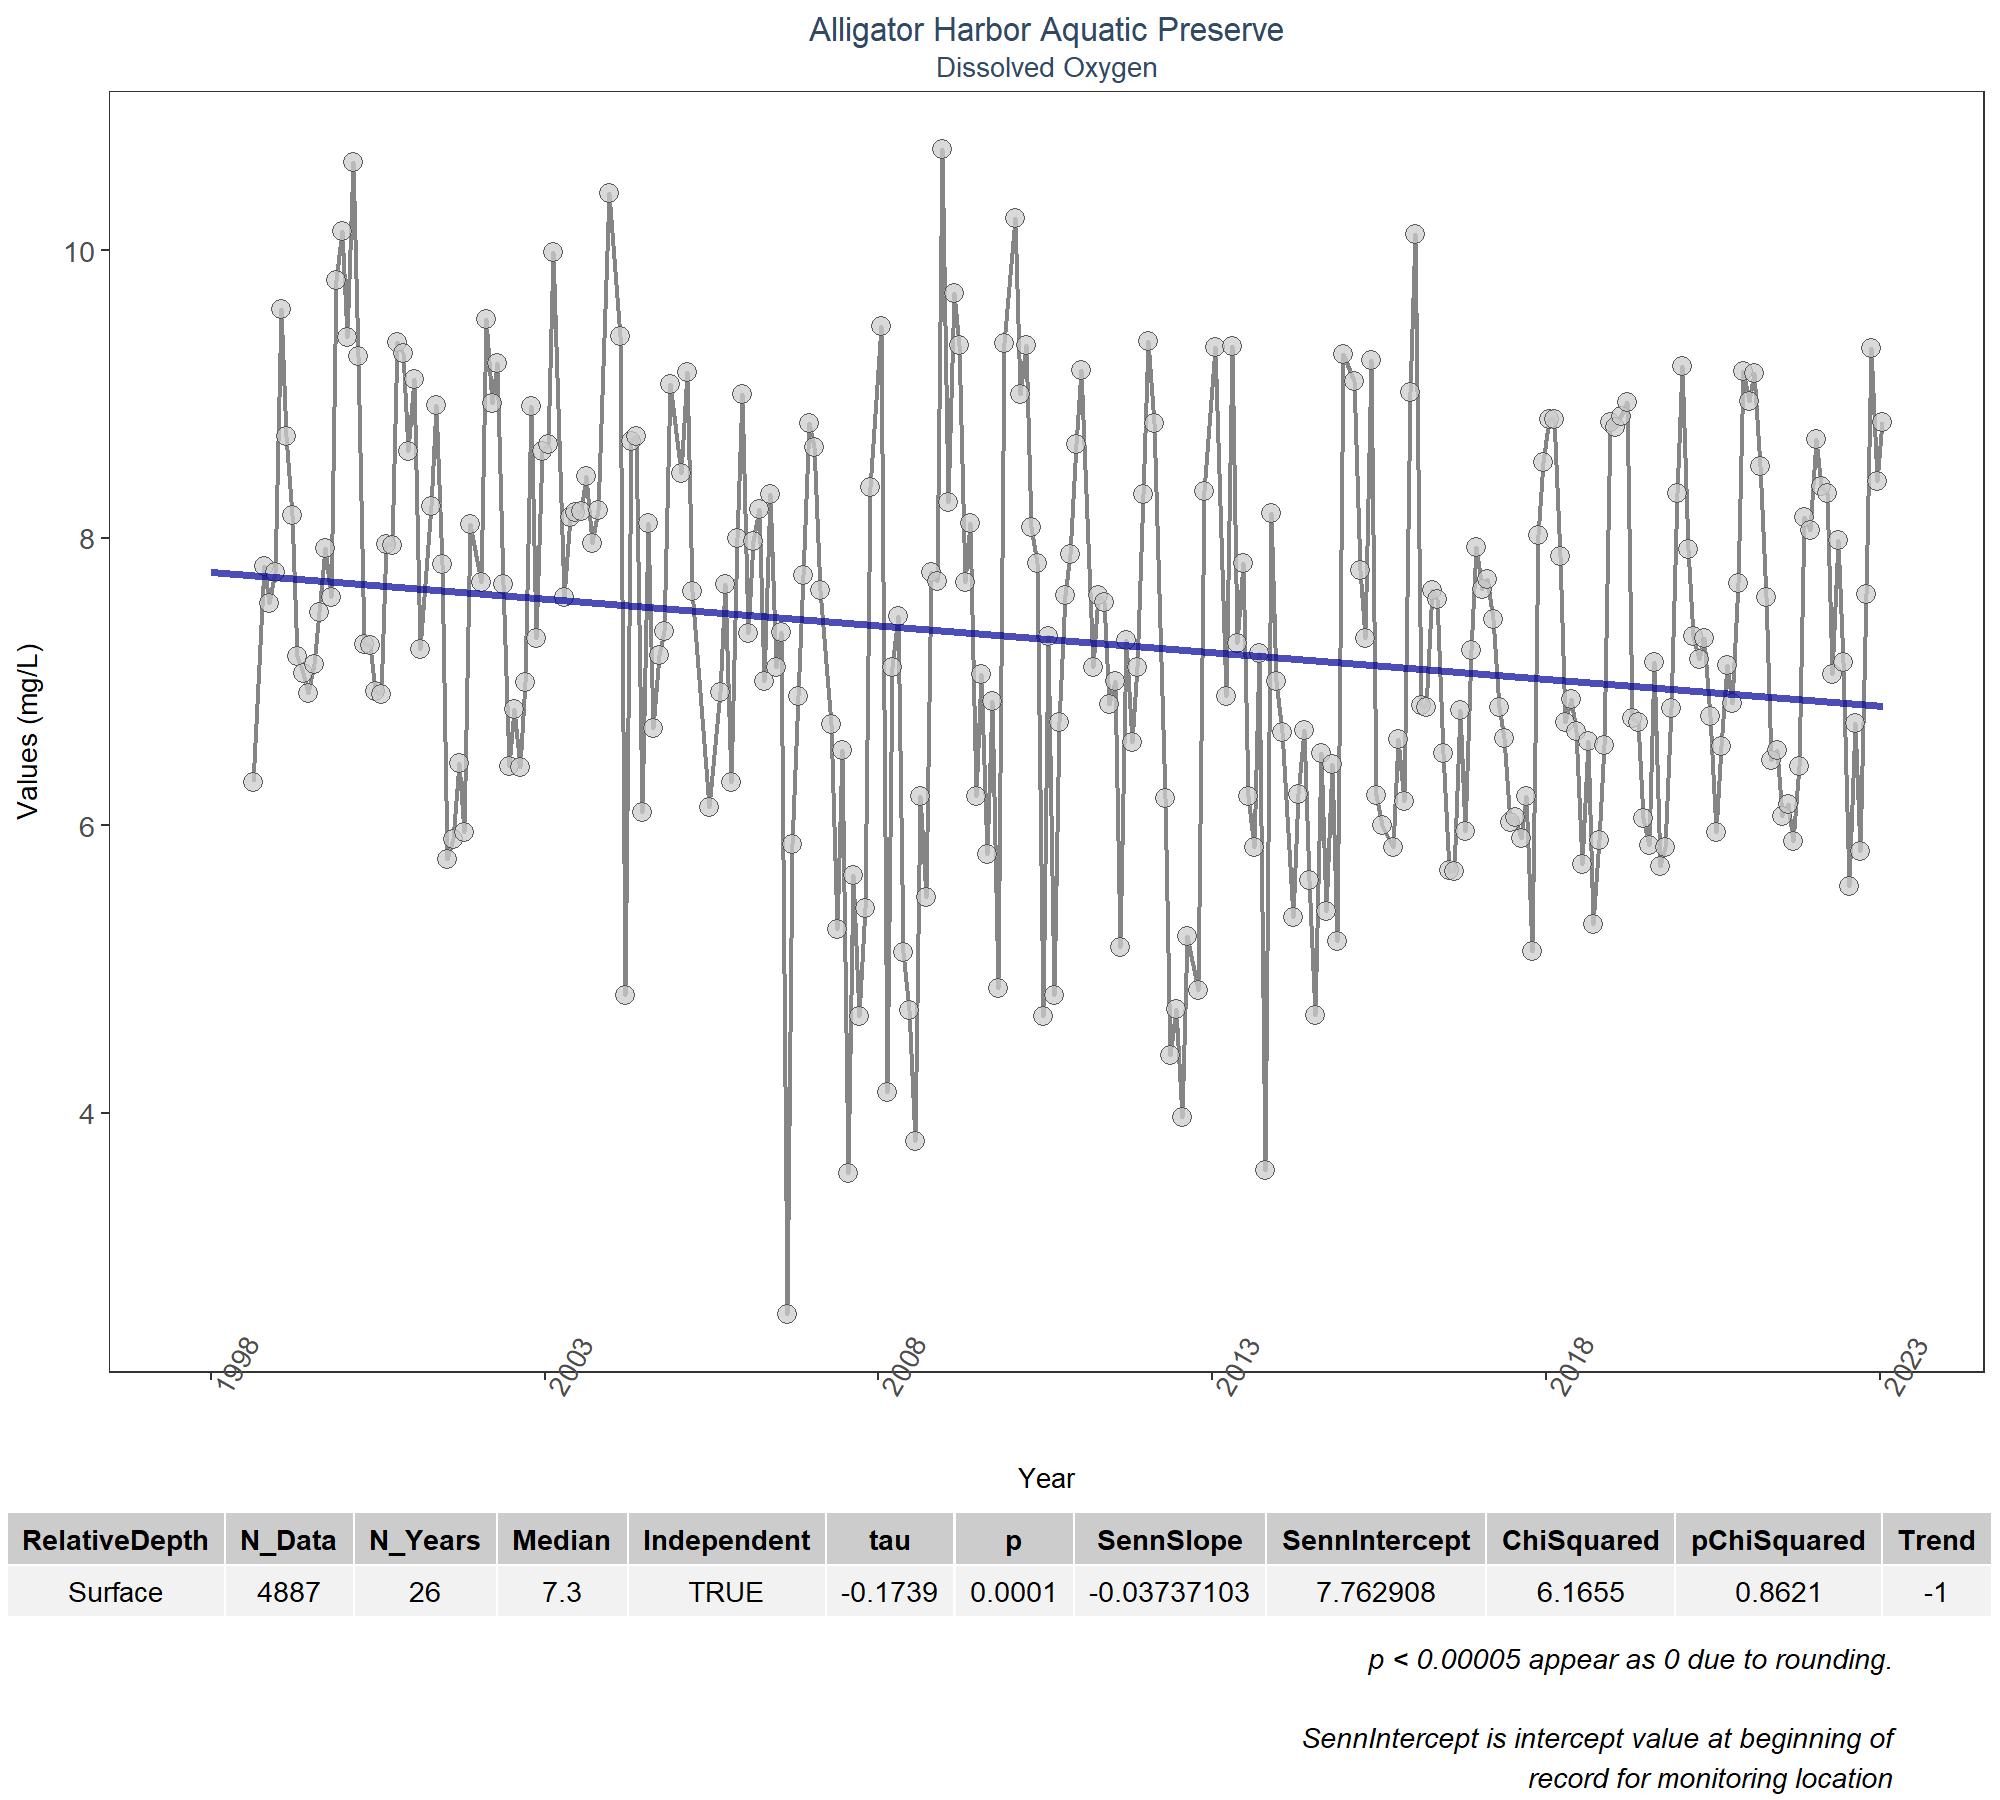 Alligator Harbor Aquatic Preserve
Dissolved Oxygen
10
8
6
4
Values (mg/L)
1998 2003 2008 2013 2018 2023
Year
RelativeDepth N_Data N_Years Median Independent tau p SennSlope SennIntercept ChiSquared pChiSquared Trend
Surface 4887 26 7.3 TRUE -0.1739 0.0001 -0.03737103 7.762908 6.1655 0.8621 -1
p < 0.00005 appear as 0 due to rounding.
SennIntercept is intercept value at beginning of
record for monitoring location